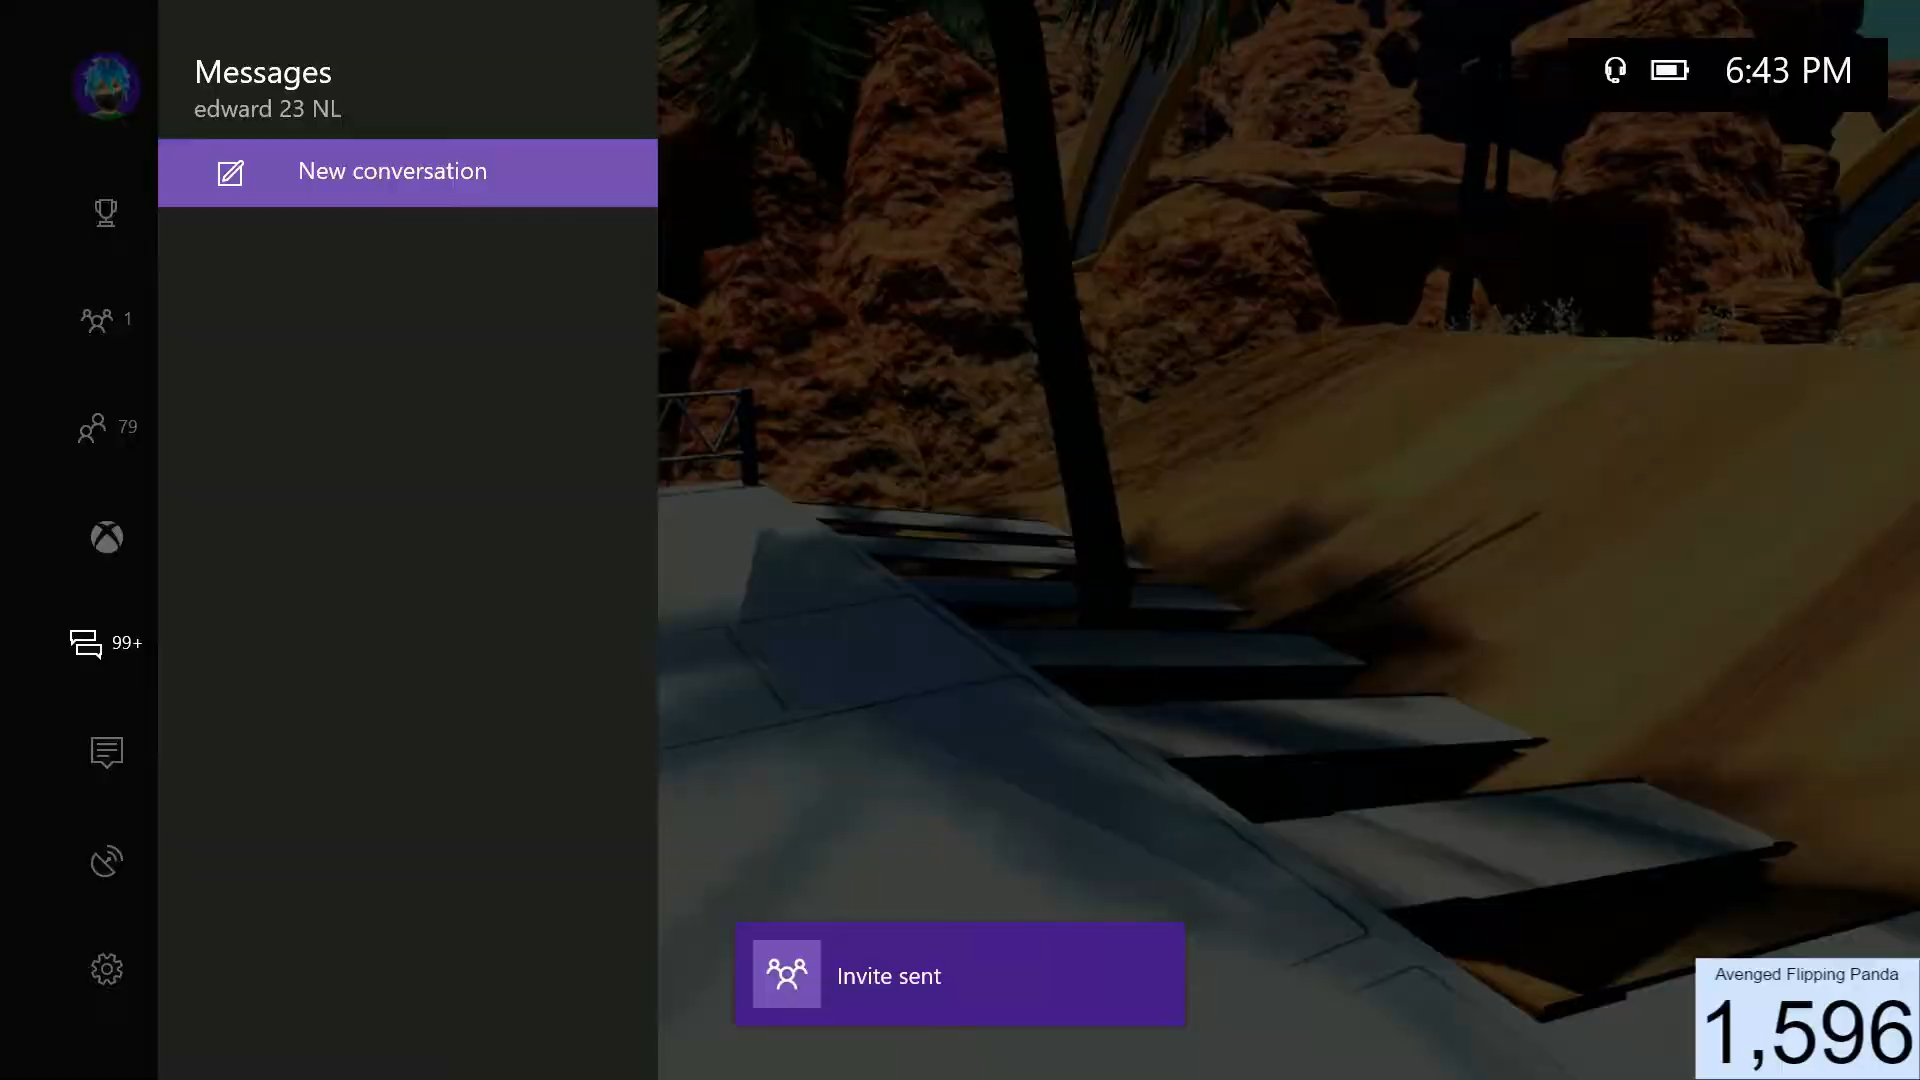 Messages
edward 23 NL
New conversation
1
79
99+
6:43 PM
Invite sent
Avenged Flipping Panda
1,596